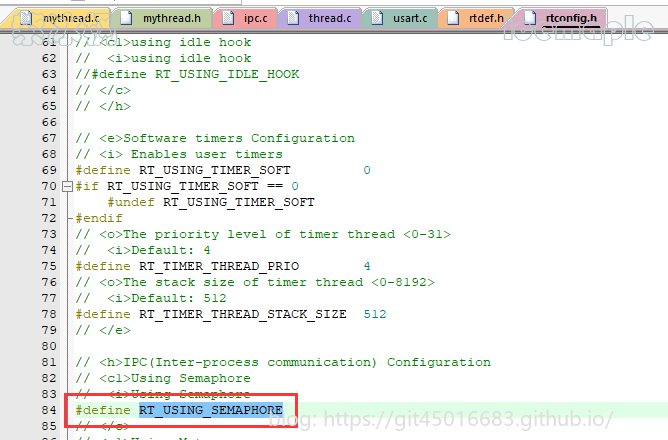 mythread.c mythread.h ipc.c thread.c usart.c rtdef.h rtconfig.h
61 // <c1>using idle hook
62 //  <i>using idle hook
63 //#define RT_USING_IDLE_HOOK
64 // </c>
65 // </h>
66
67 // <e>Software timers Configuration
68 // <i> Enables user timers
69 #define RT_USING_TIMER_SOFT         0
70 #if RT_USING_TIMER_SOFT == 0
71     #undef RT_USING_TIMER_SOFT
72 #endif
73 // <o>The priority level of timer thread <0-31>
74 //  <i>Default: 4
75 #define RT_TIMER_THREAD_PRIO        4
76 // <o>The stack size of timer thread <0-8192>
77 //  <i>Default: 512
78 #define RT_TIMER_THREAD_STACK_SIZE  512
79 // </e>
80
81 // <h>IPC(Inter-process communication) Configuration
82 // <c1>Using Semaphore
83 //  <i>Using Semaphore
84 #define RT_USING_SEMAPHORE
blog: https://git45016683.github.io/
85 // </c>